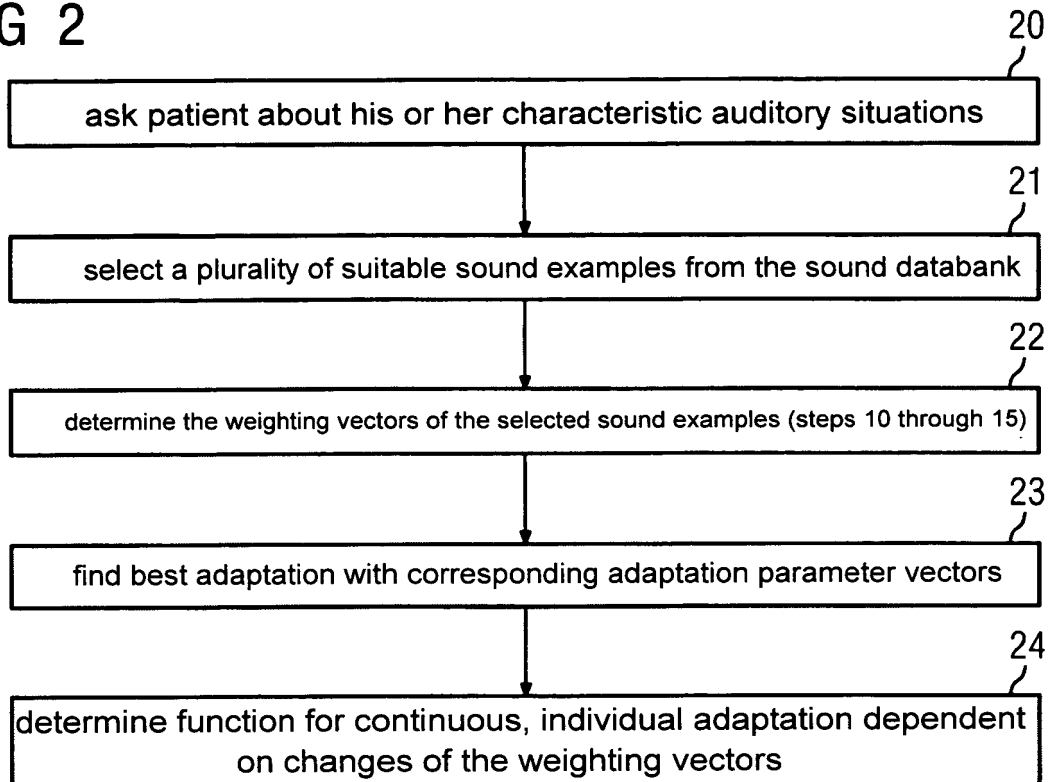 G 2
20
ask patient about his or her characteristic auditory situations
21
select a plurality of suitable sound examples from the sound databank
22
determine the weighting vectors of the selected sound examples (steps 10 through 15)
23
find best adaptation with corresponding adaptation parameter vectors
24
determine function for continuous, individual adaptation dependent
on changes of the weighting vectors